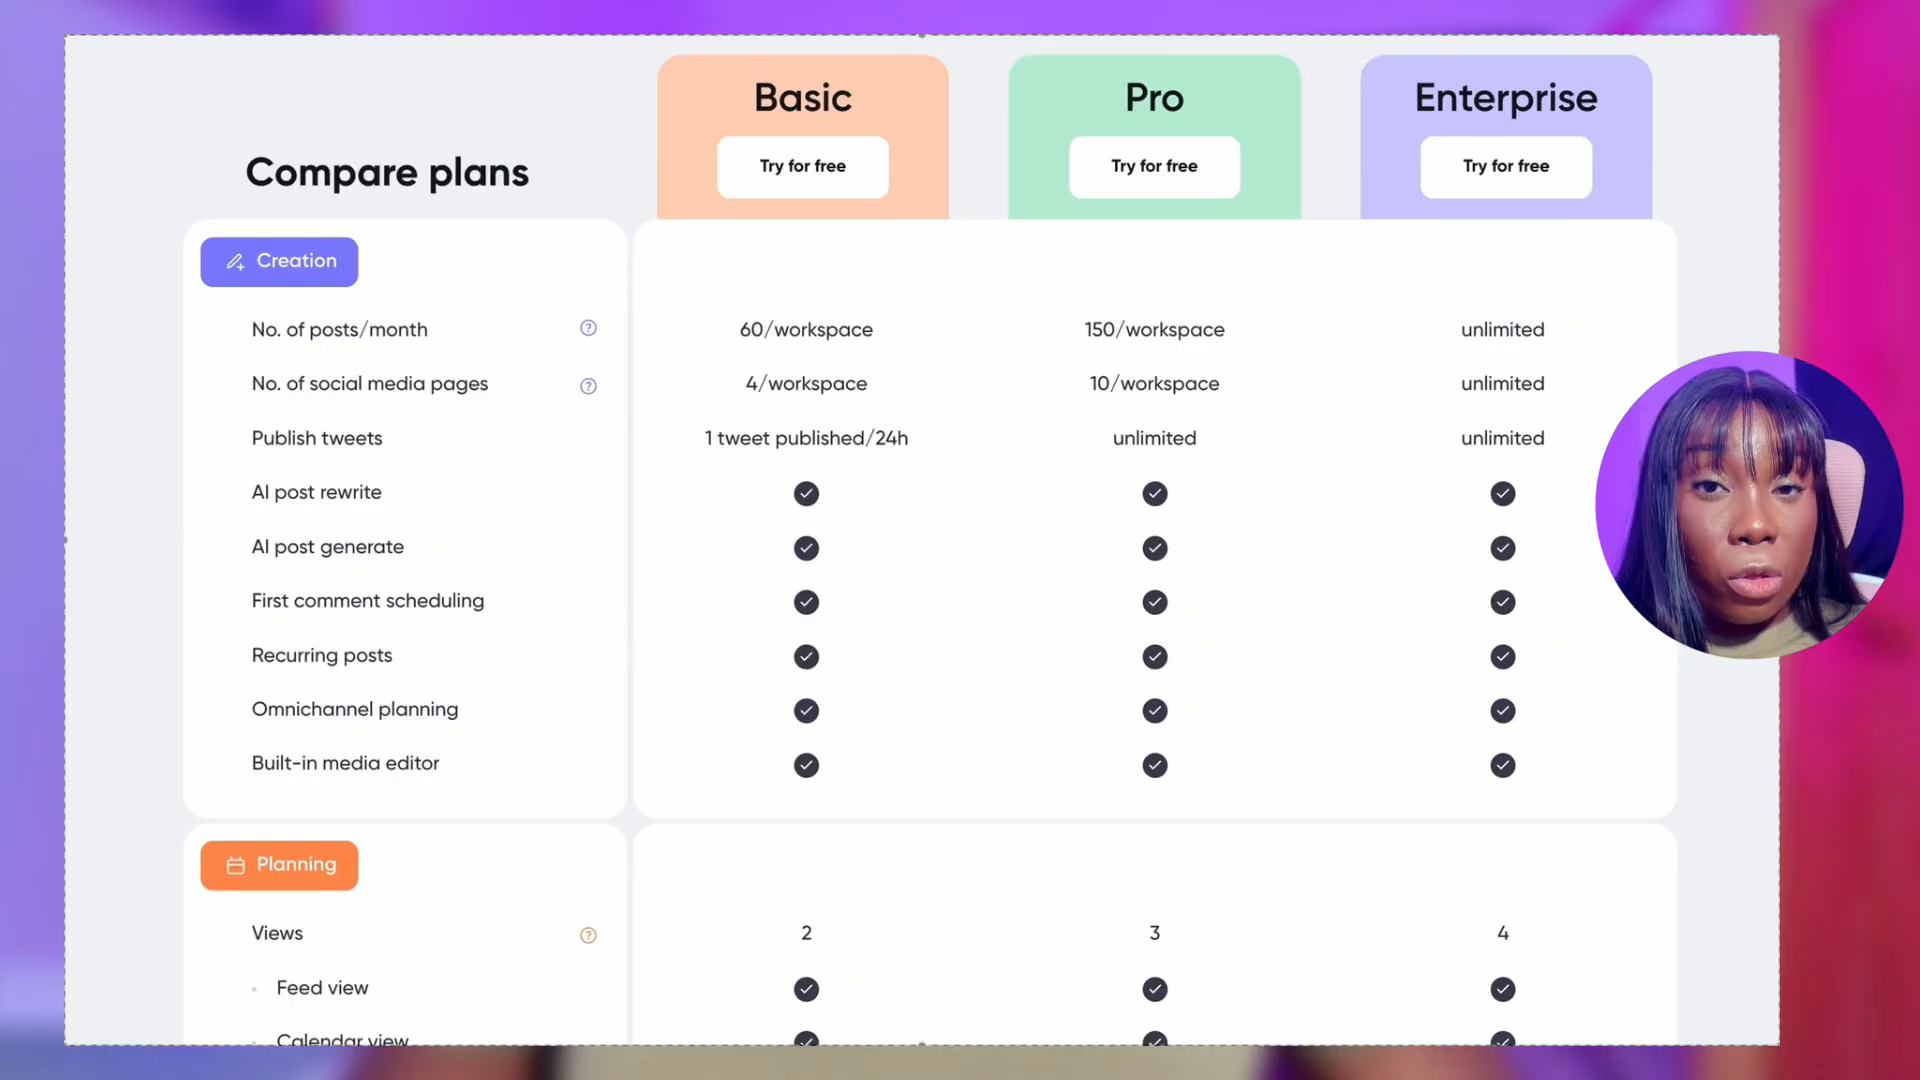 Basic Pro Enterprise
Try for free Try for free Try for free
Compare plans
Creation
No. of posts/month ? 60/workspace 150/workspace unlimited
No. of social media pages ? 4/workspace 10/workspace unlimited
Publish tweets 1 tweet published/24h unlimited unlimited
AI post rewrite
AI post generate
First comment scheduling
Recurring posts
Omnichannel planning
Built-in media editor
Planning
Views ? 2 3 4
Feed view
Calendar view